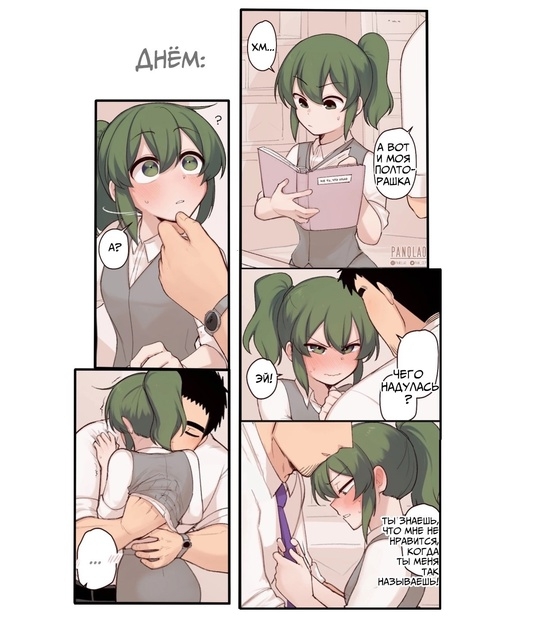 ДНЁМ:
ХМ...
А ВОТ
И МОЯ
ПОЛТО-
РАШКА
PANOLAD
?
А?
ЭЙ!
ЧЕГО
НАДУЛАСЬ
?
...
ТЫ ЗНАЕШЬ,
ЧТО МНЕ НЕ
НРАВИТСЯ,
КОГДА
ТЫ МЕНЯ
ТАК
НАЗЫВАЕШЬ!